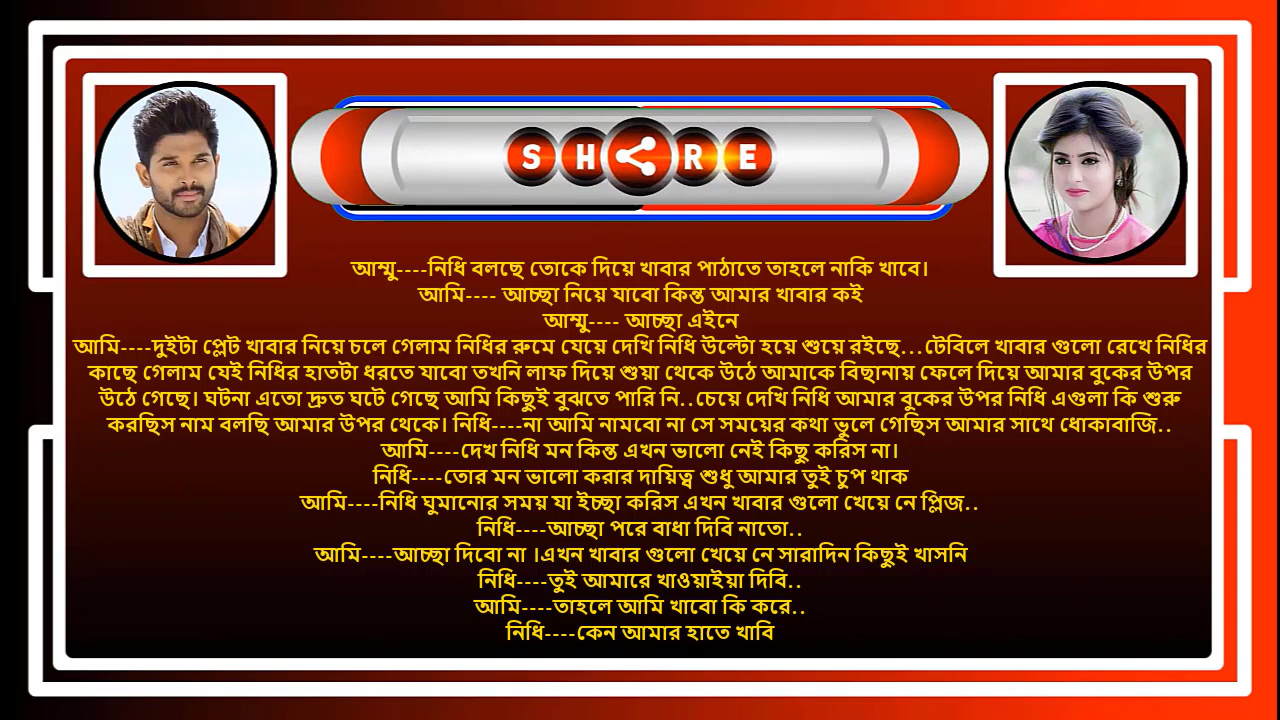 SHARE
আম্মু----নিধি বলছে তোকে দিয়ে খাবার পাঠাতে তাহলে নাকি খাবে।
আমি---- আচ্ছা নিয়ে যাবো কিন্ত আমার খাবার কই
আম্মু---- আচ্ছা এইনে
আমি----দুইটা প্লেট খাবার নিয়ে চলে গেলাম নিধির রুমে যেয়ে দেখি নিধি উল্টো হয়ে শুয়ে রইছে...টেবিলে খাবার গুলো রেখে নিধির
কাছে গেলাম যেই নিধির হাতটা ধরতে যাবো তখনি লাফ দিয়ে শুয়া থেকে উঠে আমাকে বিছানায় ফেলে দিয়ে আমার বুকের উপর
উঠে গেছে। ঘটনা এতো দ্রুত ঘটে গেছে আমি কিছুই বুঝতে পারি নি..চেয়ে দেখি নিধি আমার বুকের উপর নিধি এগুলা কি শুরু
করছিস নাম বলছি আমার উপর থেকে। নিধি----না আমি নামবো না সে সময়ের কথা ভুলে গেছিস আমার সাথে ধোকাবাজি..
আমি----দেখ নিধি মন কিন্ত এখন ভালো নেই কিছু করিস না।
নিধি----তোর মন ভালো করার দায়িত্ব শুধু আমার তুই চুপ থাক
আমি----নিধি ঘুমানোর সময় যা ইচ্ছা করিস এখন খাবার গুলো খেয়ে নে প্লিজ..
নিধি----আচ্ছা পরে বাধা দিবি নাতো..
আমি----আচ্ছা দিবো না ।এখন খাবার গুলো খেয়ে নে সারাদিন কিছুই খাসনি
নিধি----তুই আমারে খাওয়াইয়া দিবি..
আমি----তাহলে আমি খাবো কি করে..
নিধি----কেন আমার হাতে খাবি